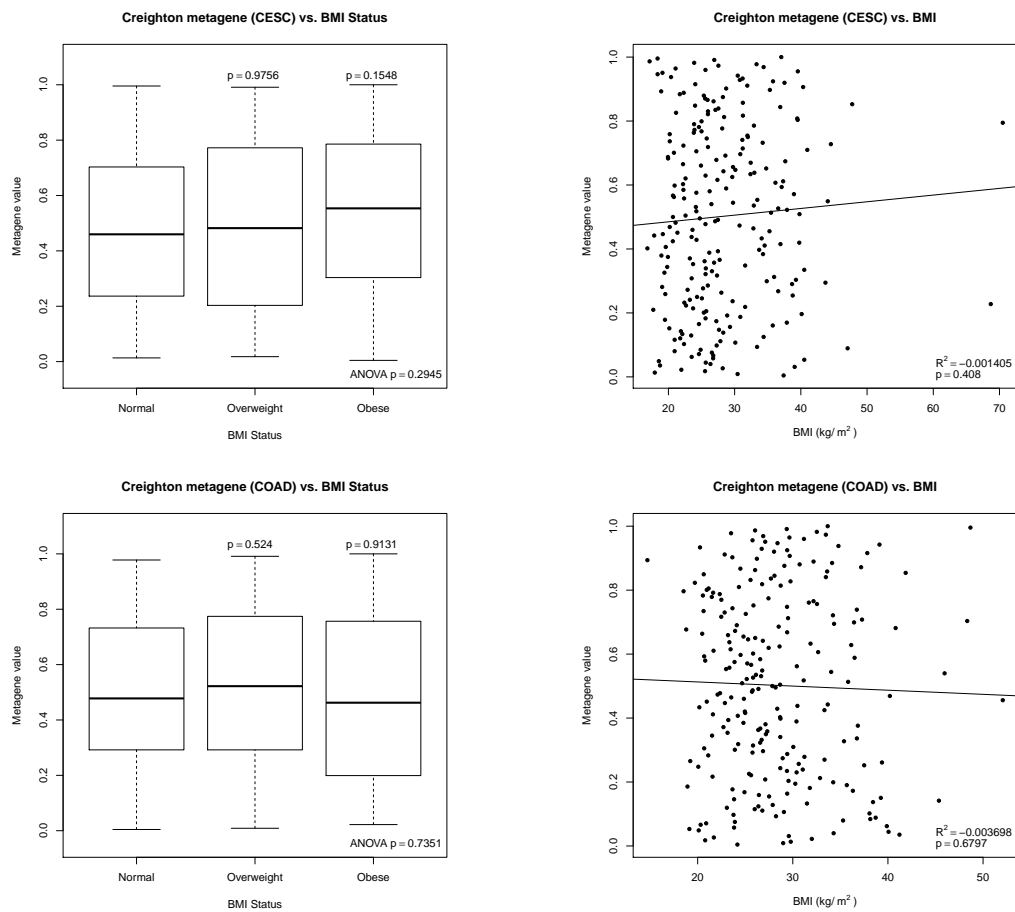 Creighton metagene (CESC) vs. BMI Status
p = 0.9756
p = 0.1548
Metagene value
0.0
0.2
0.4
0.6
0.8
1.0
ANOVA p = 0.2945
Normal
Overweight
Obese
BMI Status
Creighton metagene (CESC) vs. BMI
Metagene value
0.0
0.2
0.4
0.6
0.8
1.0
R² = −0.001405
p = 0.408
20
30
40
50
60
70
BMI (kg/ m² )
Creighton metagene (COAD) vs. BMI Status
p = 0.524
p = 0.9131
Metagene value
0.0
0.2
0.4
0.6
0.8
1.0
ANOVA p = 0.7351
Normal
Overweight
Obese
BMI Status
Creighton metagene (COAD) vs. BMI
Metagene value
0.0
0.2
0.4
0.6
0.8
1.0
R² = −0.003698
p = 0.6797
20
30
40
50
BMI (kg/ m² )